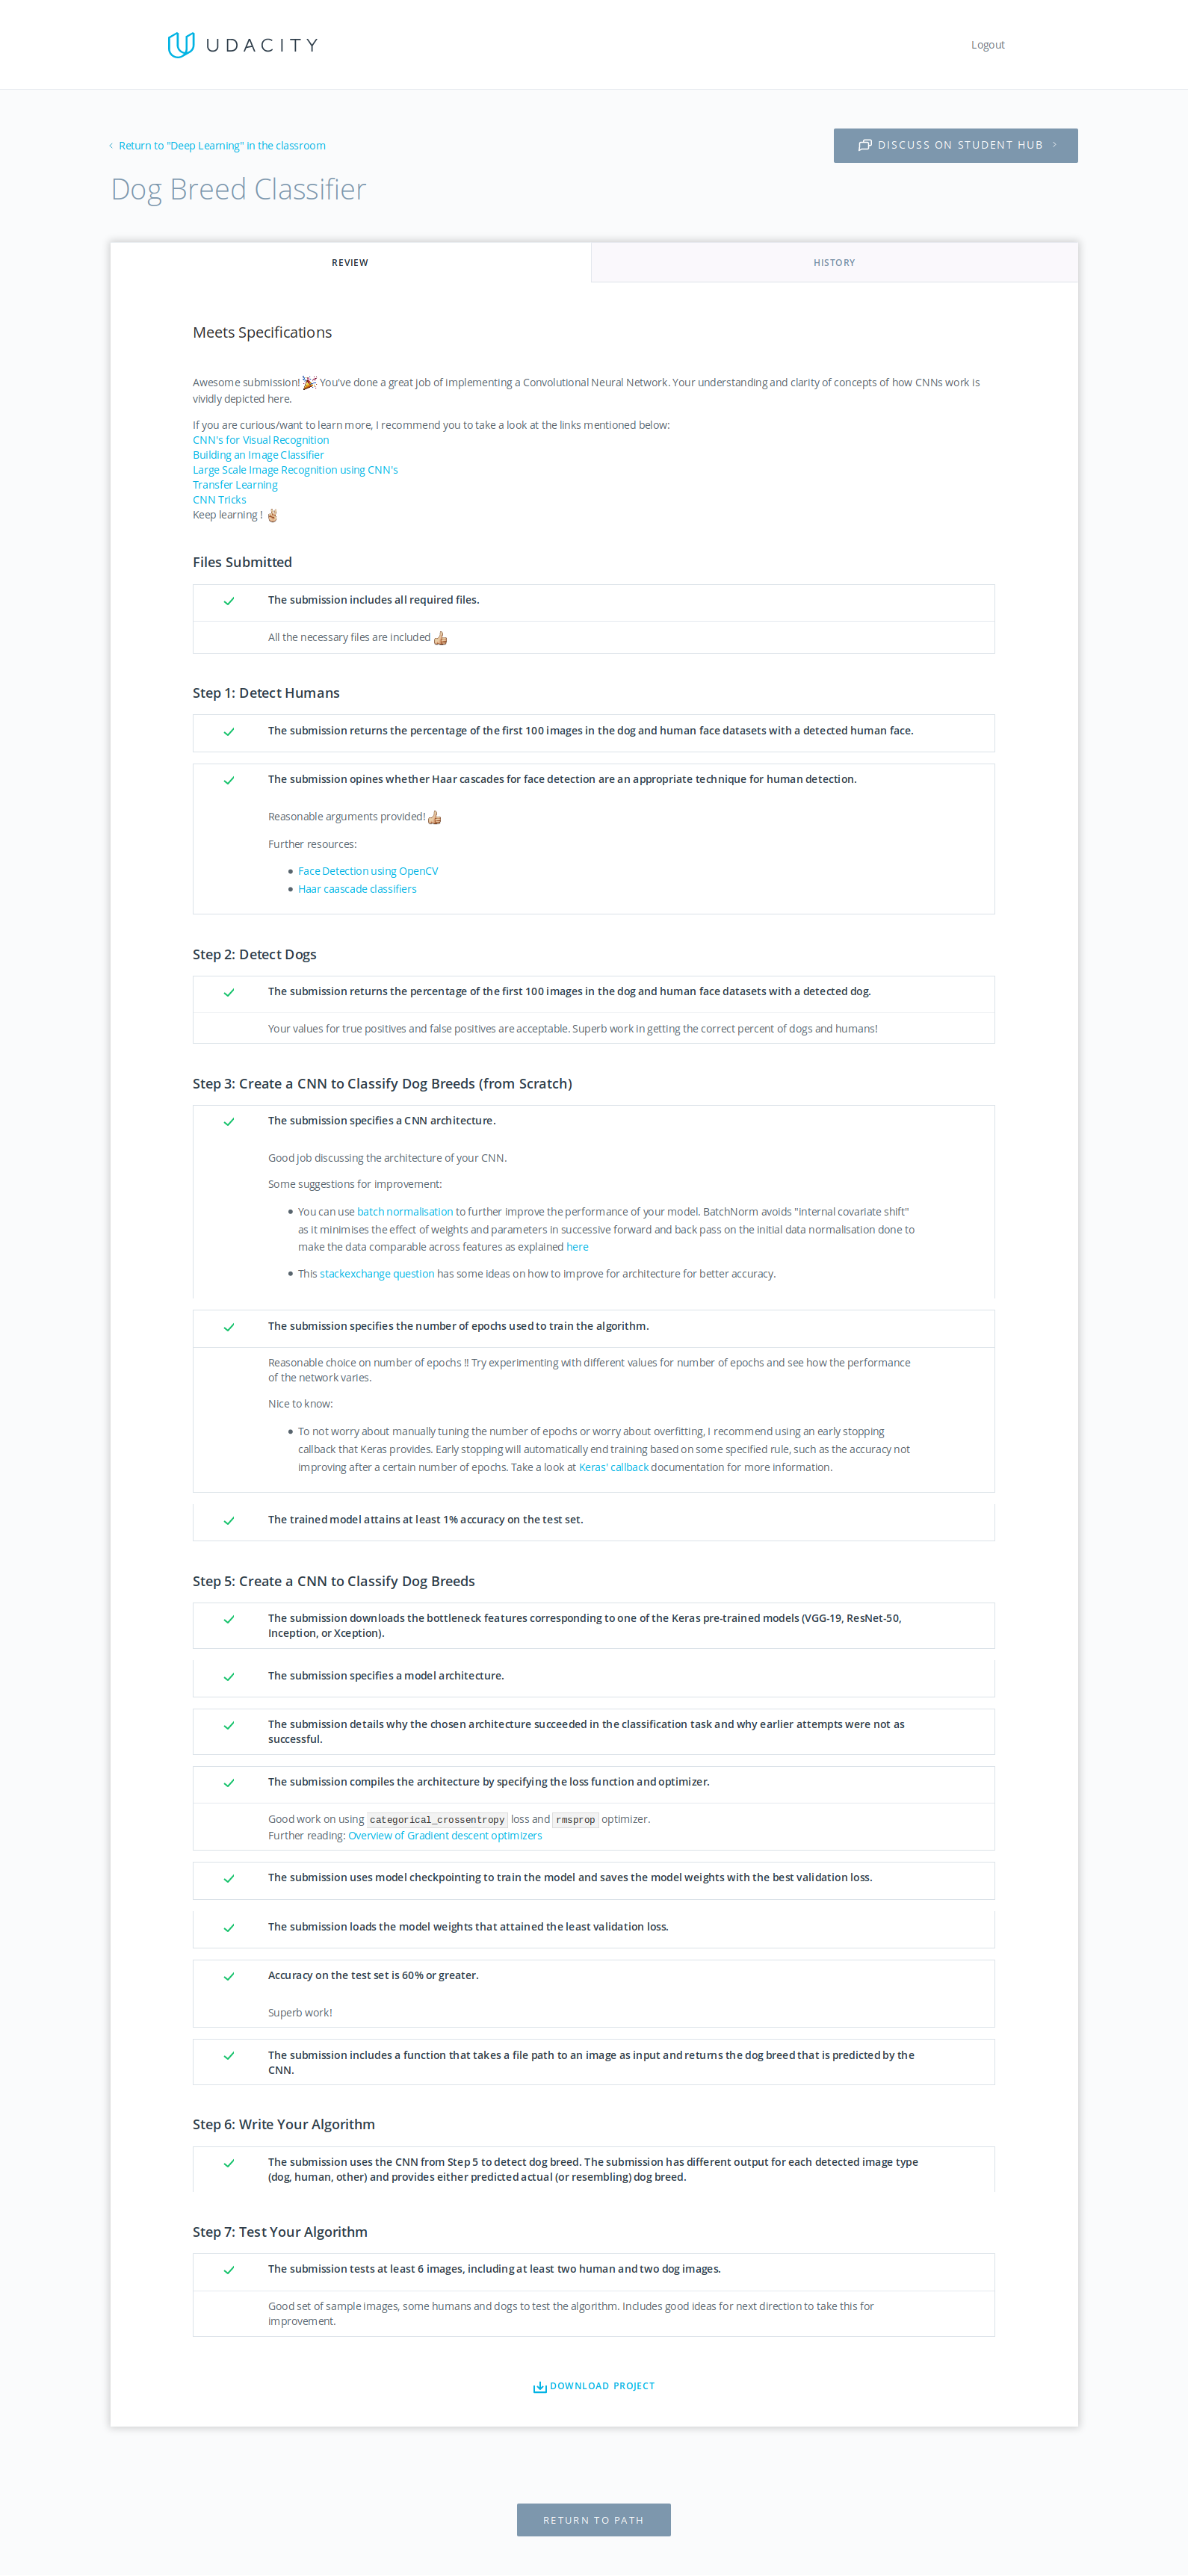 UDACITY
Logout
Return to "Deep Learning" in the classroom
DISCUSS ON STUDENT HUB
Dog Breed Classifier
REVIEW
HISTORY
Meets Specifications
Awesome submission! 🎉 You've done a great job of implementing a Convolutional Neural Network. Your understanding and clarity of concepts of how CNNs work is
vividly depicted here.
If you are curious/want to learn more, I recommend you to take a look at the links mentioned below:
CNN's for Visual Recognition
Building an Image Classifier
Large Scale Image Recognition using CNN's
Transfer Learning
CNN Tricks
Keep learning ! ✌
Files Submitted
The submission includes all required files.
All the necessary files are included 👍
Step 1: Detect Humans
The submission returns the percentage of the first 100 images in the dog and human face datasets with a detected human face.
The submission opines whether Haar cascades for face detection are an appropriate technique for human detection.
Reasonable arguments provided! 👍
Further resources:
Face Detection using OpenCV
Haar caascade classifiers
Step 2: Detect Dogs
The submission returns the percentage of the first 100 images in the dog and human face datasets with a detected dog.
Your values for true positives and false positives are acceptable. Superb work in getting the correct percent of dogs and humans!
Step 3: Create a CNN to Classify Dog Breeds (from Scratch)
The submission specifies a CNN architecture.
Good job discussing the architecture of your CNN.
Some suggestions for improvement:
You can use batch normalisation to further improve the performance of your model. BatchNorm avoids "internal covariate shift"
as it minimises the effect of weights and parameters in successive forward and back pass on the initial data normalisation done to
make the data comparable across features as explained here
This stackexchange question has some ideas on how to improve for architecture for better accuracy.
The submission specifies the number of epochs used to train the algorithm.
Reasonable choice on number of epochs !! Try experimenting with different values for number of epochs and see how the performance
of the network varies.
Nice to know:
To not worry about manually tuning the number of epochs or worry about overfitting, I recommend using an early stopping
callback that Keras provides. Early stopping will automatically end training based on some specified rule, such as the accuracy not
improving after a certain number of epochs. Take a look at Keras' callback documentation for more information.
The trained model attains at least 1% accuracy on the test set.
Step 5: Create a CNN to Classify Dog Breeds
The submission downloads the bottleneck features corresponding to one of the Keras pre-trained models (VGG-19, ResNet-50,
Inception, or Xception).
The submission specifies a model architecture.
The submission details why the chosen architecture succeeded in the classification task and why earlier attempts were not as
successful.
The submission compiles the architecture by specifying the loss function and optimizer.
Good work on using categorical_crossentropy loss and rmsprop optimizer.
Further reading: Overview of Gradient descent optimizers
The submission uses model checkpointing to train the model and saves the model weights with the best validation loss.
The submission loads the model weights that attained the least validation loss.
Accuracy on the test set is 60% or greater.
Superb work!
The submission includes a function that takes a file path to an image as input and returns the dog breed that is predicted by the
CNN.
Step 6: Write Your Algorithm
The submission uses the CNN from Step 5 to detect dog breed. The submission has different output for each detected image type
(dog, human, other) and provides either predicted actual (or resembling) dog breed.
Step 7: Test Your Algorithm
The submission tests at least 6 images, including at least two human and two dog images.
Good set of sample images, some humans and dogs to test the algorithm. Includes good ideas for next direction to take this for
improvement.
DOWNLOAD PROJECT
RETURN TO PATH